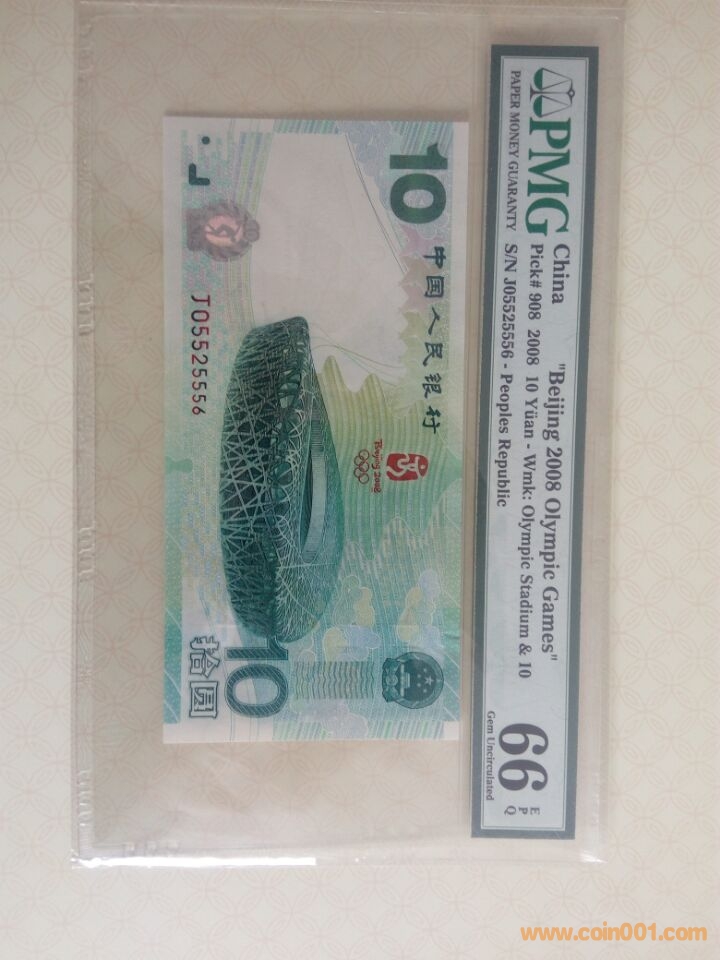 PMG
PAPER MONEY GUARANTY
China
"Beijing 2008 Olympic Games"
Pick# 908 2008 10 Yüan - Wmk: Olympic Stadium & 10
S/N J05525556 - Peoples Republic
66
EPQ
Gem Uncirculated
10
中国人民银行
Beijing 2008
J
J05525556
10
拾圆
www.coin001.com